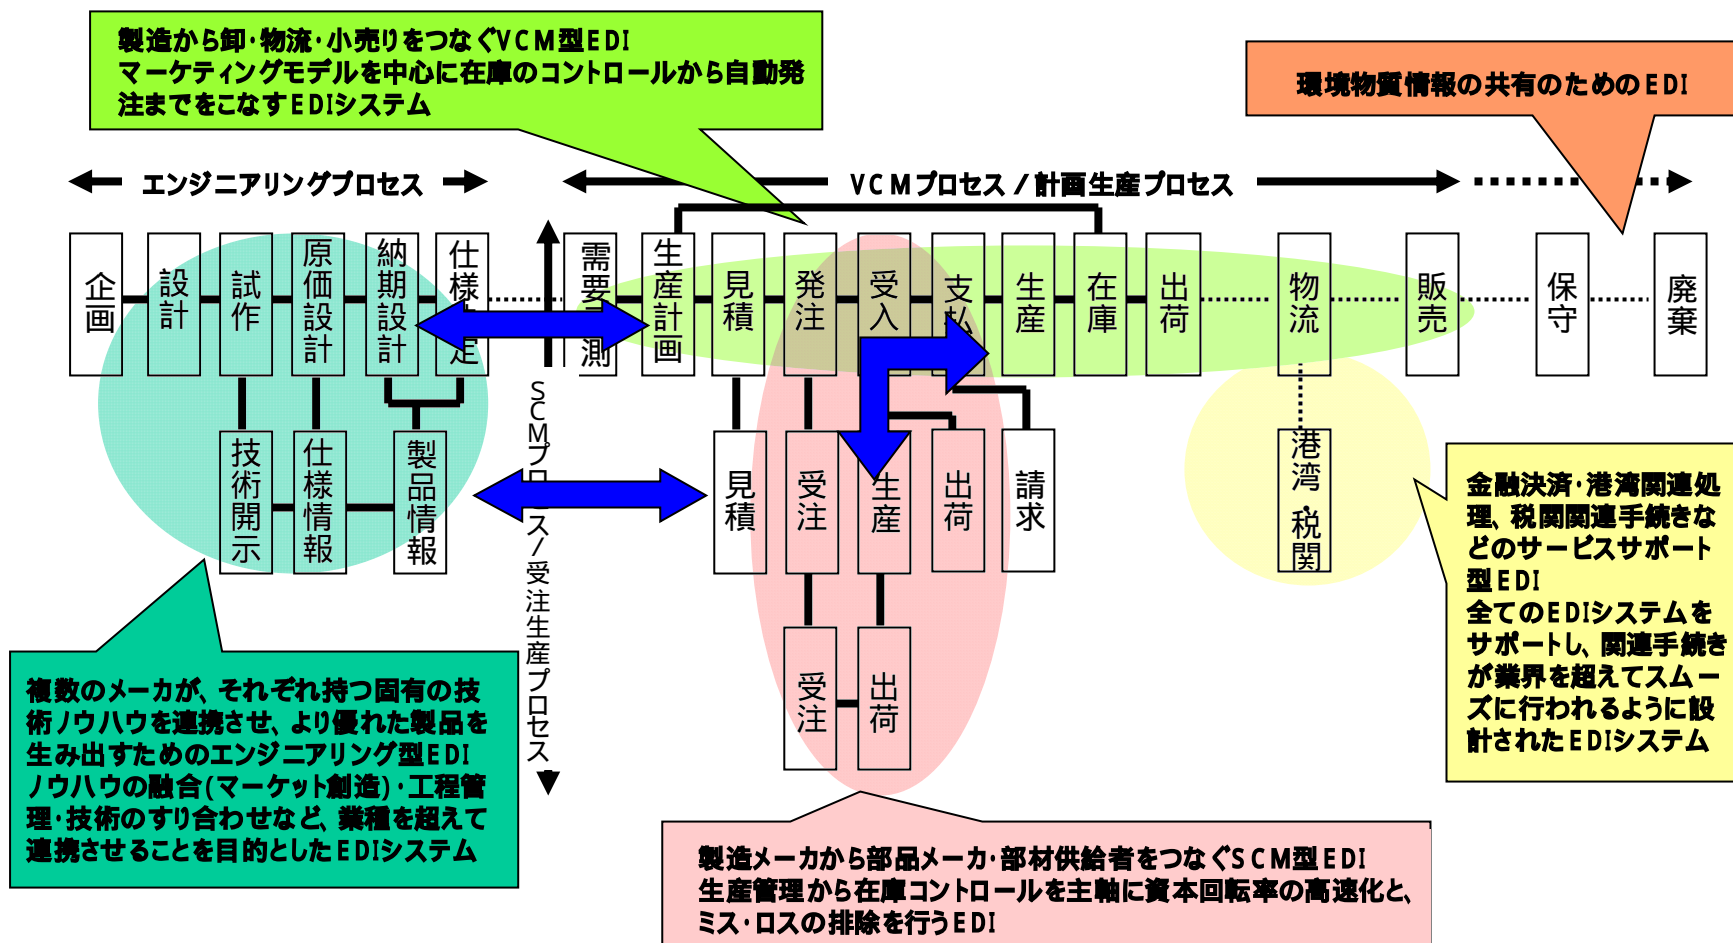 製造から卸・物流・小売りをつなぐVCM型EDI
マーケティングモデルを中心に在庫のコントロールから自動発
注までをこなすEDIシステム
環境物質情報の共有のためのEDI
エンジニアリングプロセス
VCMプロセス/計画生産プロセス
企画
設計
試作
原価設計
納期設計
仕様
定
需要
測
生産計画
見積
発注
受入
支払
生産
在庫
出荷
物流
販売
保守
廃棄
SCMプロ
ス/受注生産プロセス
技術開示
仕様情報
製品情報
見積
受注
生産
出荷
請求
港湾・税関
受注
出荷
金融決済・港湾関連処
理、税関関連手続きな
どのサービスサポート
型EDI
全てのEDIシステムを
サポートし、関連手続き
が業界を超えてスムー
ズに行われるように設
計されたEDIシステム
複数のメーカが、それぞれ持つ固有の技
術ノウハウを連携させ、より優れた製品を
生み出すためのエンジニアリング型EDI
ノウハウの融合(マーケット創造)・工程管
理・技術のすり合わせなど、業種を超えて
連携させることを目的としたEDIシステム
製造メーカから部品メーカ・部材供給者をつなぐSCM型EDI
生産管理から在庫コントロールを主軸に資本回転率の高速化と、
ミス・ロスの排除を行うEDI